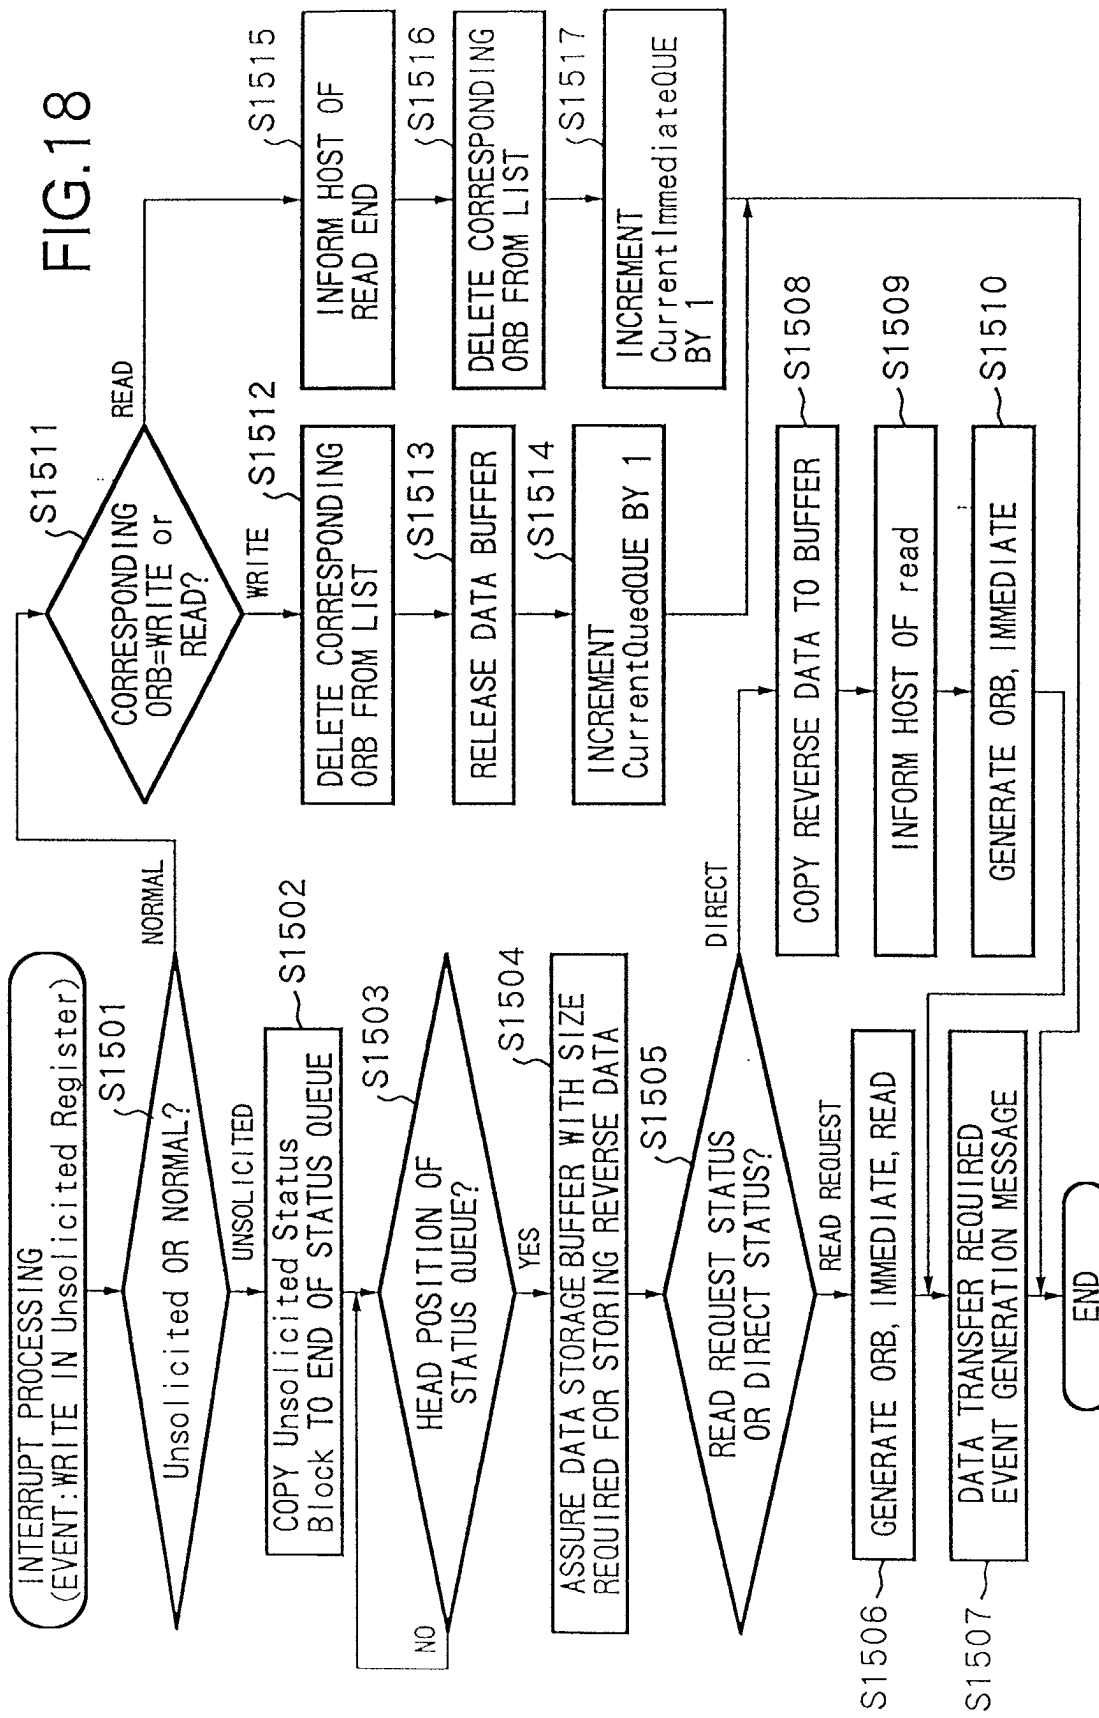 FIG.18
INTERRUPT PROCESSING
(EVENT:WRITE IN Unsolicited Register)
S1501
Unsolicited OR NORMAL?
NORMAL
UNSOLICITED
S1502
COPY Unsolicited Status
Block TO END OF STATUS QUEUE
S1503
HEAD POSITION OF
STATUS QUEUE?
NO
YES
S1504
ASSURE DATA STORAGE BUFFER WITH SIZE
REQUIRED FOR STORING REVERSE DATA
S1505
READ REQUEST STATUS
OR DIRECT STATUS?
DIRECT
READ REQUEST
S1506
GENERATE ORB, IMMEDIATE, READ
S1507
DATA TRANSFER REQUIRED
EVENT GENERATION MESSAGE
END
S1508
COPY REVERSE DATA TO BUFFER
S1509
INFORM HOST OF read
S1510
GENERATE ORB, IMMEDIATE
S1511
CORRESPONDING
ORB=WRITE or
READ?
READ
WRITE
S1512
DELETE CORRESPONDING
ORB FROM LIST
S1513
RELEASE DATA BUFFER
S1514
INCREMENT
CurrentQuedQUE BY 1
S1515
INFORM HOST OF
READ END
S1516
DELETE CORRESPONDING
ORB FROM LIST
S1517
INCREMENT
CurrentImmediateQUE
BY 1